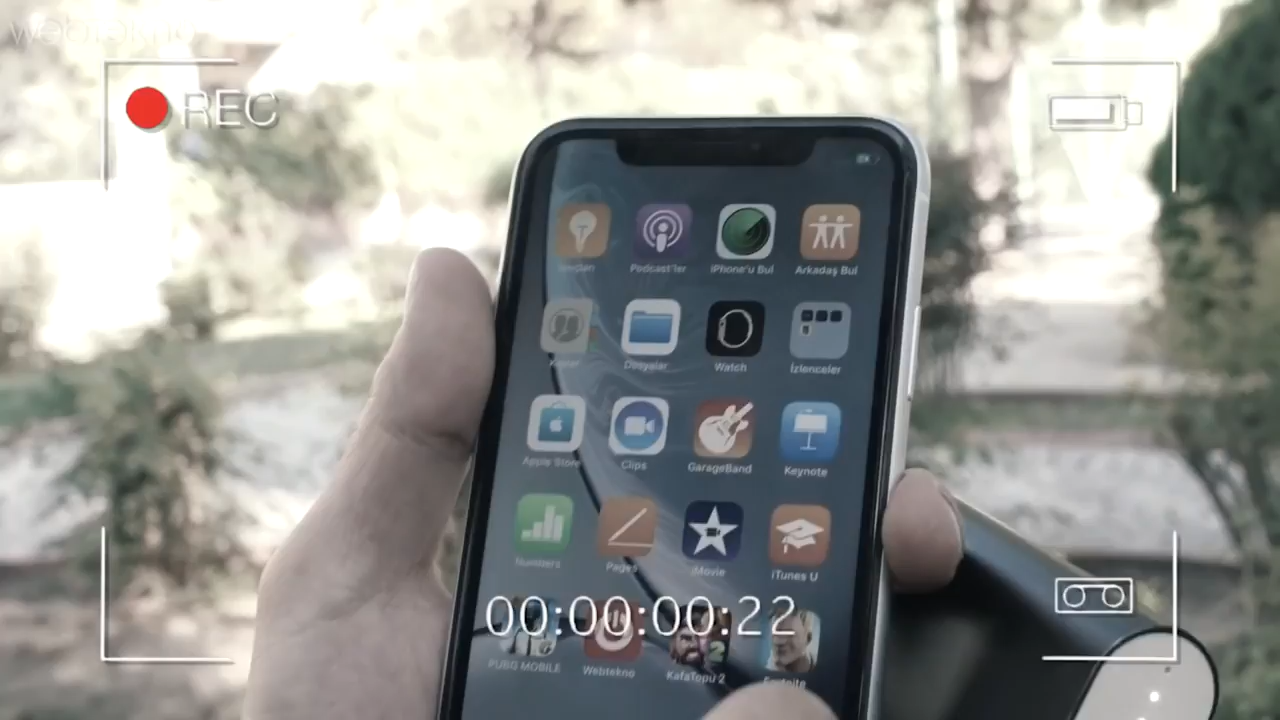 webtekno
REC
Podcast'ler iPhone'u Bul Arkadaş Bul
Dosyalar Watch İzlenceler
Apple Store Clips GarageBand Keynote
Numbers Pages iMovie iTunes U
00:00:00:22
PUBG MOBILE Webtekno KafaTopu 2 Fortnite